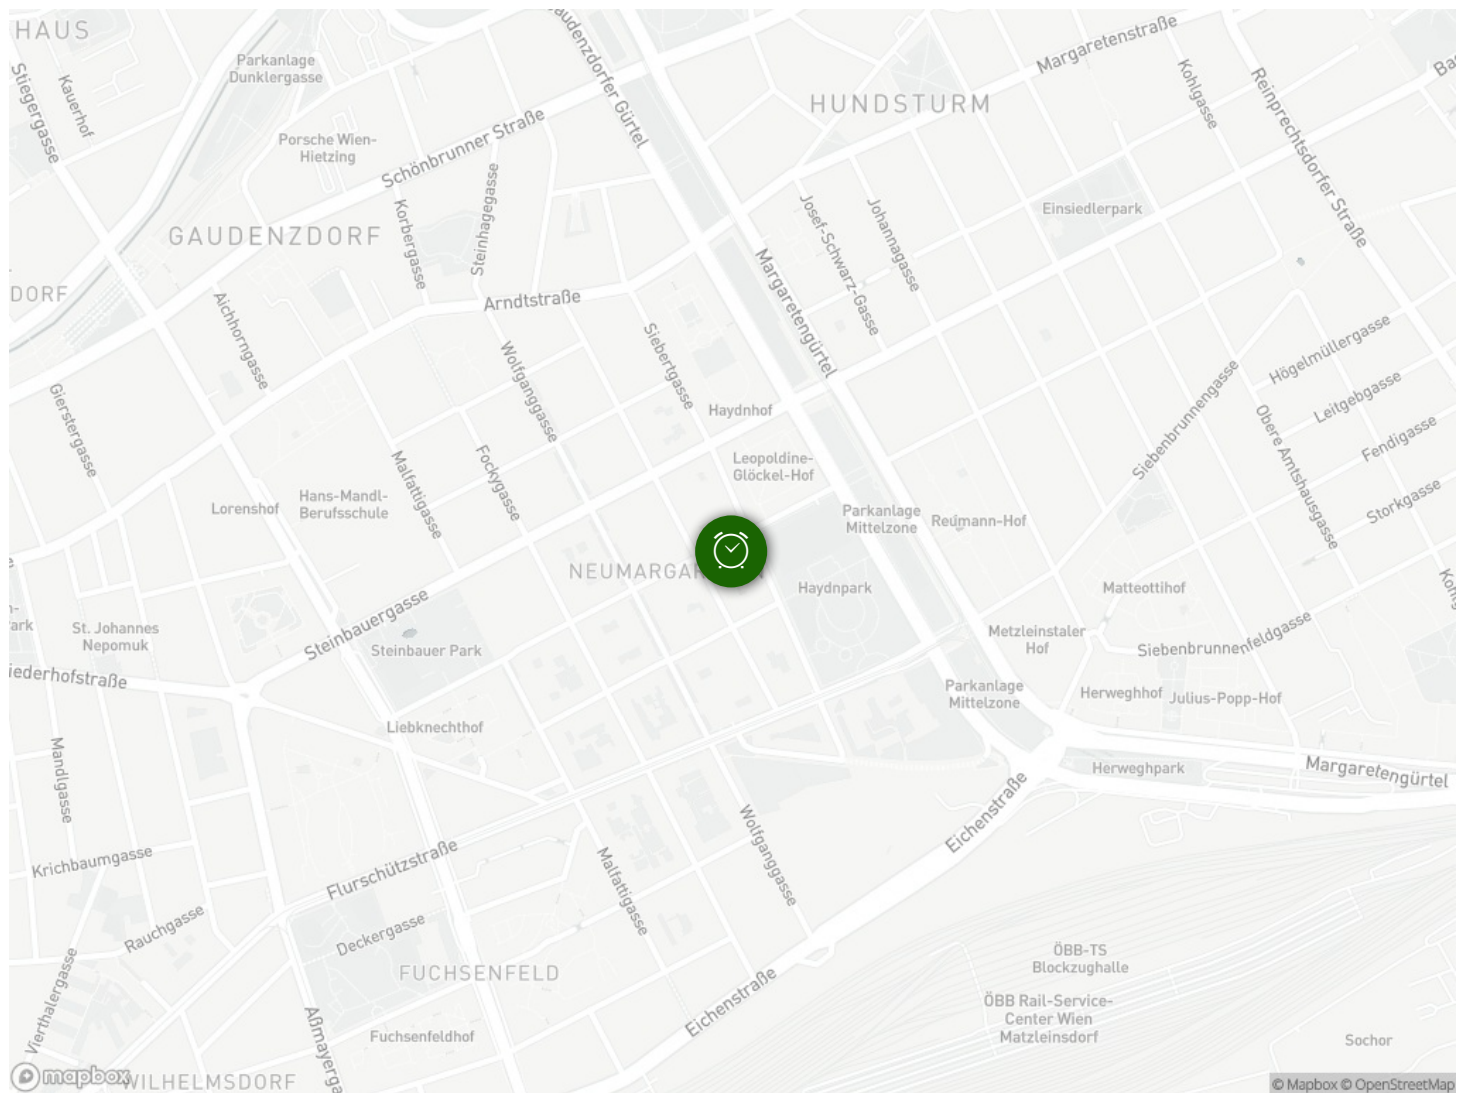 HAUS
Parkanlage
Dunklergasse
Gaudenzdorfer Gürtel
Margaretenstraße
Kohlgasse
Reinprechtsdorfer Straße
HUNDSTURM
Stiegergasse
Kauerhof
Porsche Wien-
Hietzing
Schönbrunner Straße
Steinhagegasse
Korbergasse
Josef-Schwarz-Gasse
Johannagasse
Einsiedlerpark
GAUDENZDORF
DORF
Arndtstraße
Margaretengürtel
Aichhorngasse
Siebertgasse
Wolfganggasse
Högelmüllergasse
Leitgebgasse
Fendigasse
Storkgasse
Siebenbrunnengasse
Obere Amtshausgasse
Gierstergasse
Haydnhof
Leopoldine-
Glöckel-Hof
Malfattigasse
Fockygasse
Lorenshof
Hans-Mandl-
Berufsschule
Parkanlage
Mittelzone
Reumann-Hof
Haydnpark
Matteottihof
St. Johannes
Nepomuk
Steinbauergasse
Steinbauer Park
Metzleinstaler
Hof
Siebenbrunnenfeldgasse
iederhofstraße
Parkanlage
Mittelzone
Herweghhof
Julius-Popp-Hof
Liebknechthof
Mandlgasse
Herweghpark
Margaretengürtel
Eichenstraße
Wolfganggasse
Krichbaumgasse
Flurschützstraße
Malfattigasse
Rauchgasse
Deckergasse
Vierthalergasse
FUCHSENFELD
ÖBB-TS
Blockzughalle
Eichenstraße
ÖBB Rail-Service-
Center Wien
Matzleinsdorf
Fuchsenfeldhof
Aßmayerga
Sochor
mapbox
WILHELMSDORF
© Mapbox © OpenStreetMap